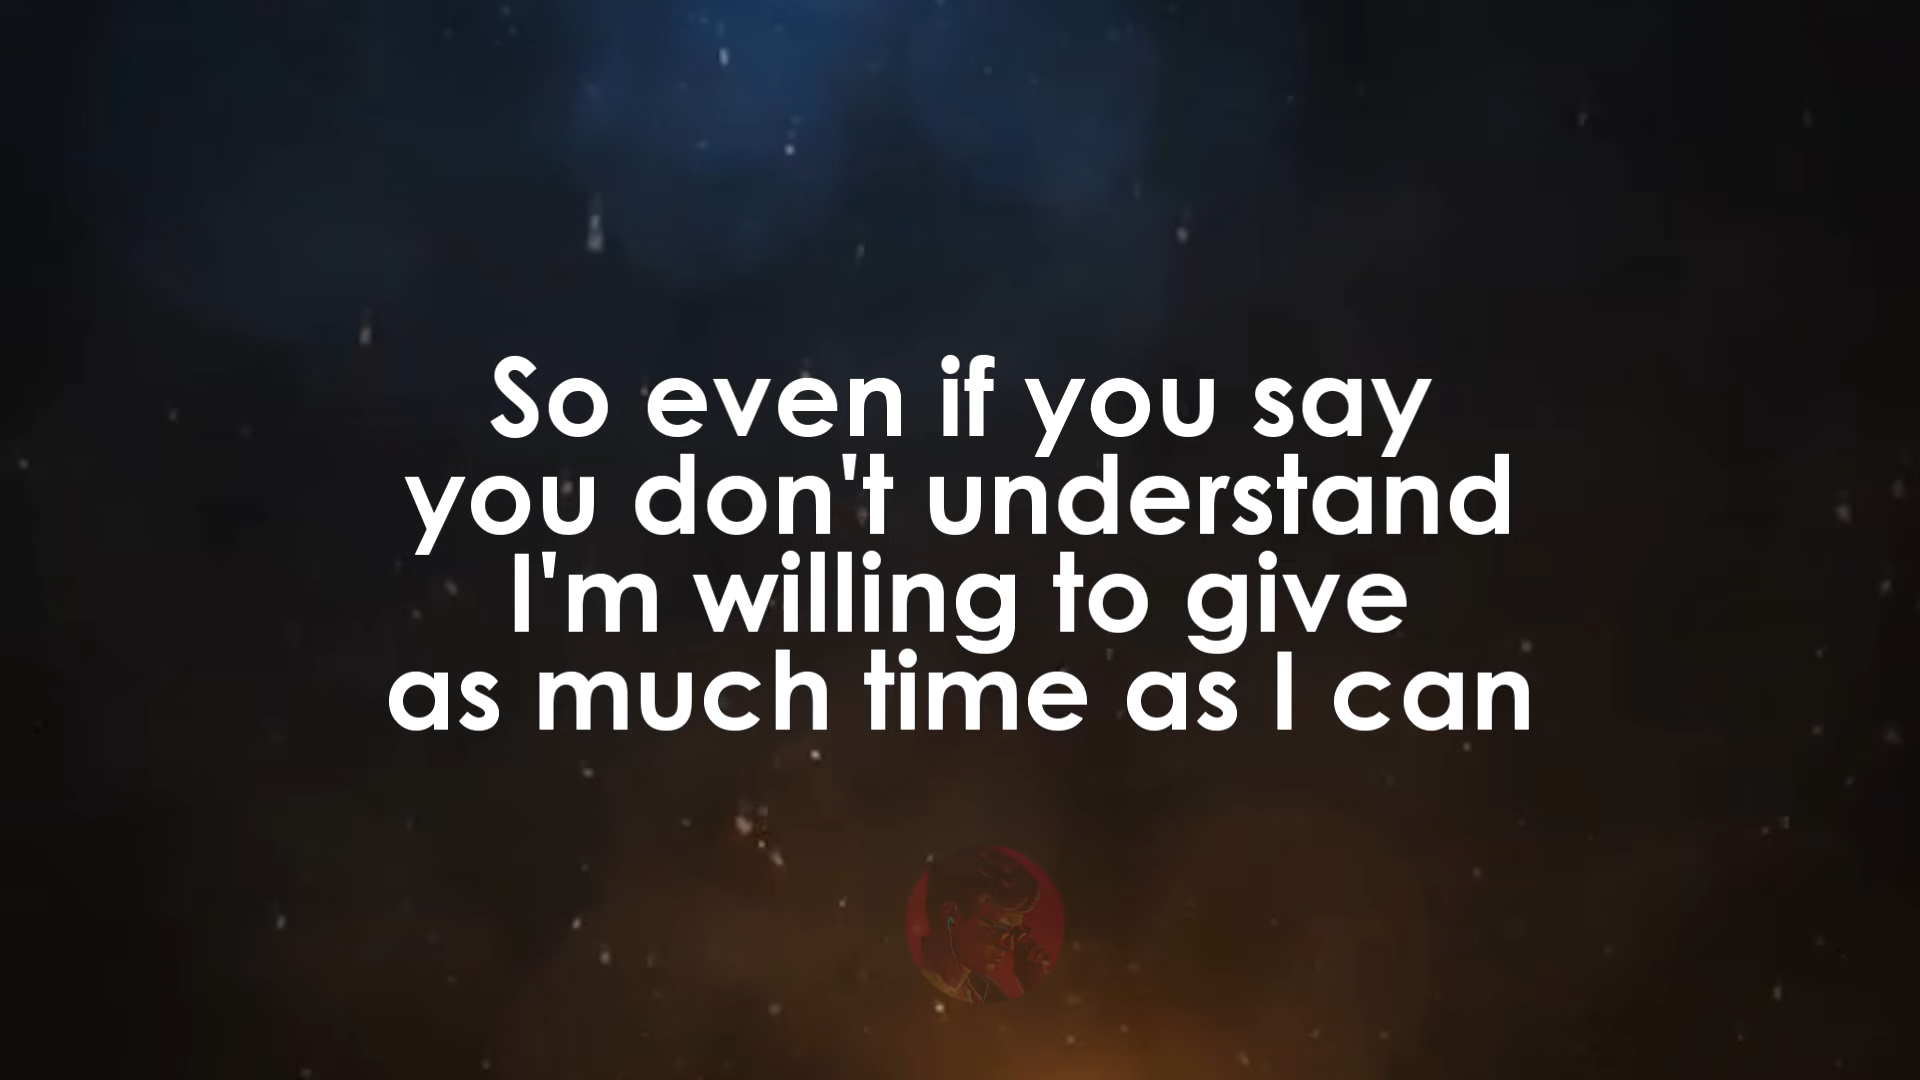 So even if you say
you don't understand
I'm willing to give
as much time as I can